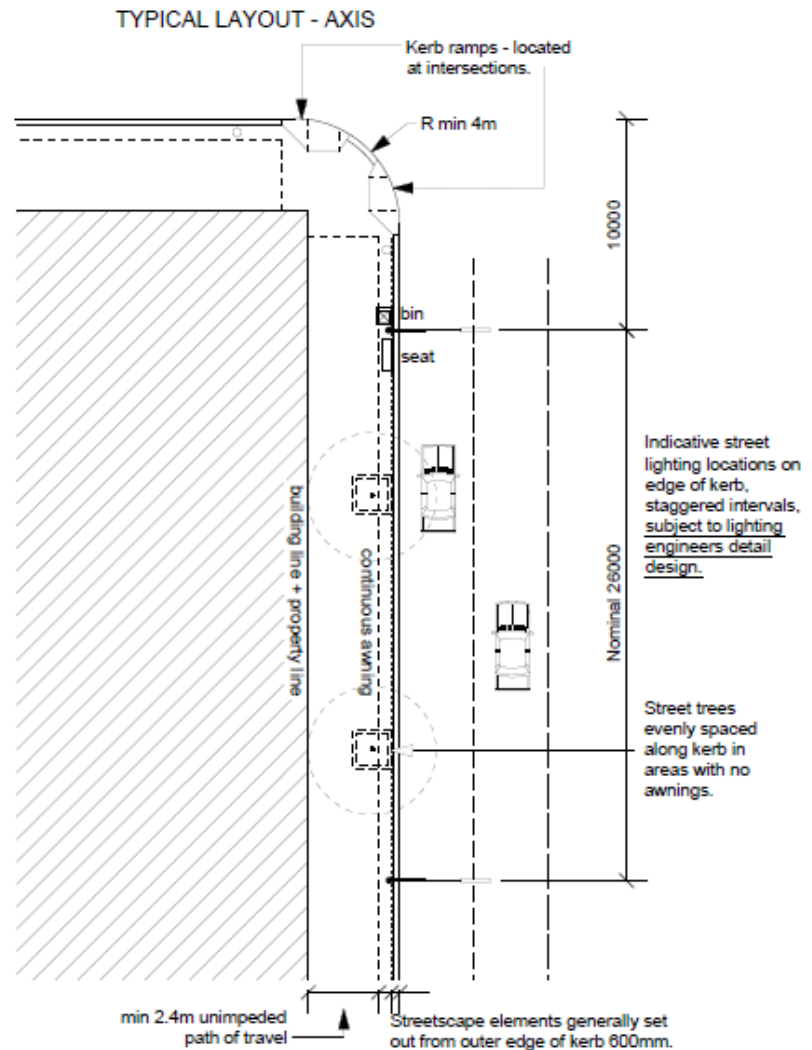 TYPICAL LAYOUT - AXIS
Kerb ramps - located
at intersections.
R min 4m
10000
bin
seat
Indicative street
lighting locations on
edge of kerb,
staggered intervals,
subject to lighting
engineers detail
design.
building line + property line
continuous awning
Nominal 26000
Street trees
evenly spaced
along kerb in
areas with no
awnings.
min 2.4m unimpeded
path of travel
Streetscape elements generally set
out from outer edge of kerb 600mm.